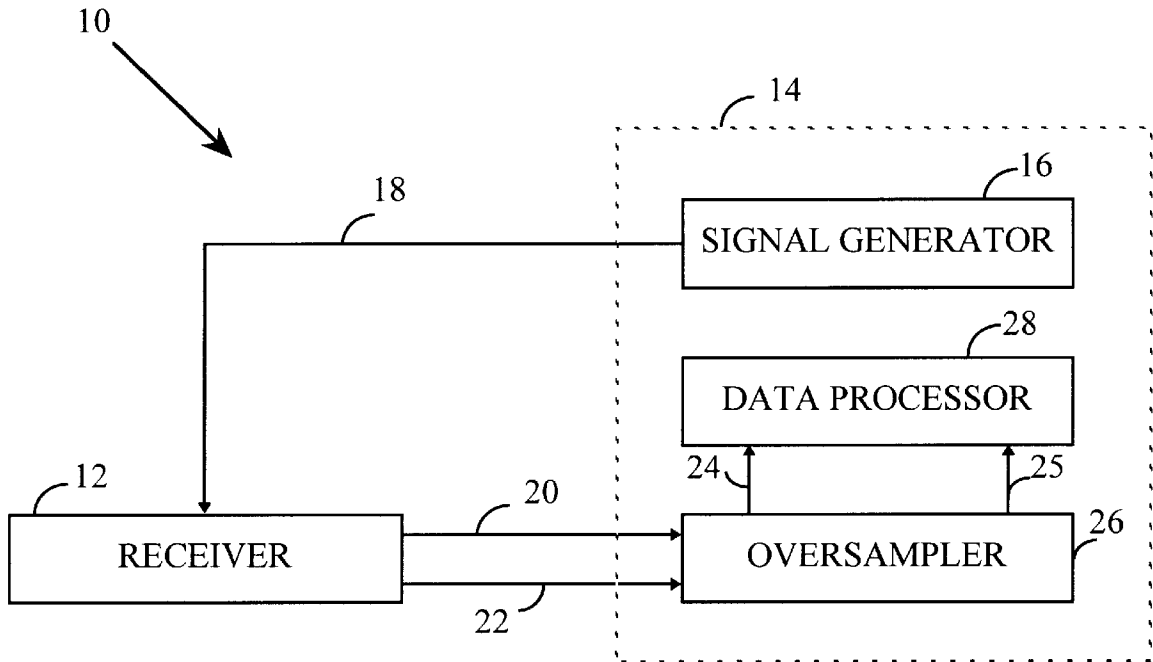 10
14
18
16
SIGNAL GENERATOR
28
DATA PROCESSOR
24
25
12
20
RECEIVER
OVERSAMPLER
26
22